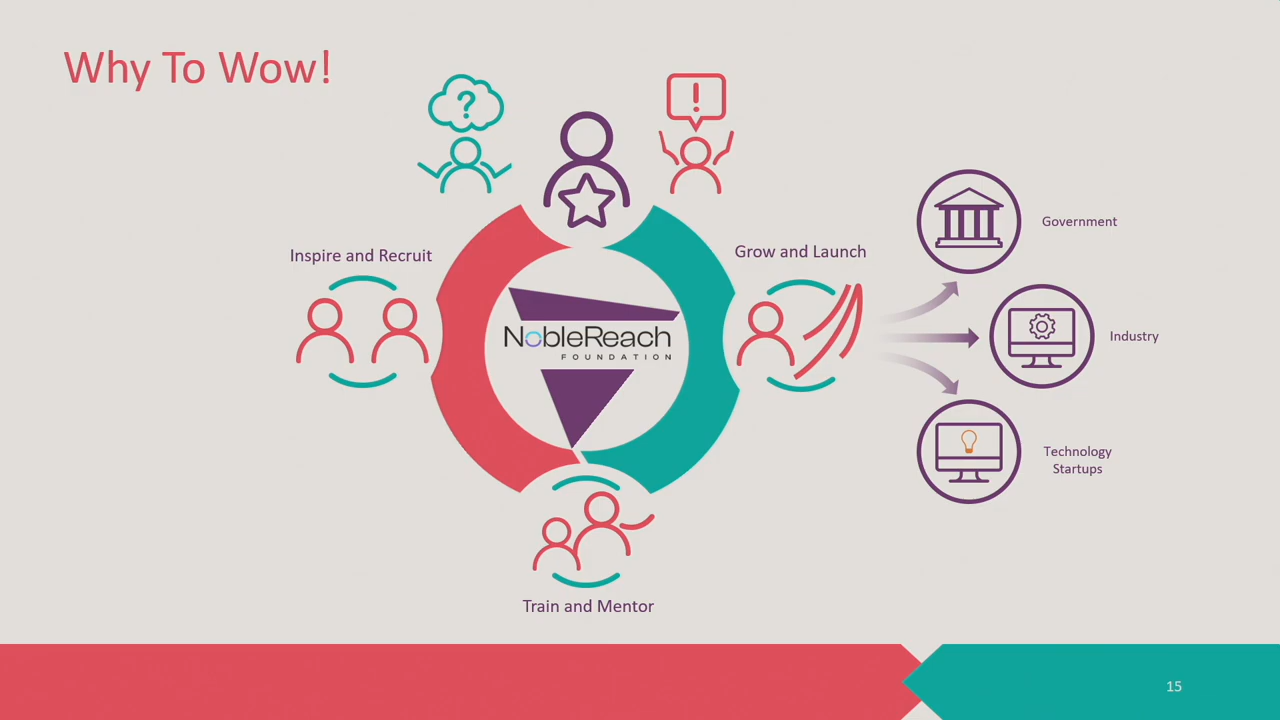 Why To Wow!
?
!
Inspire and Recruit
Grow and Launch
NobleReach
FOUNDATION
Train and Mentor
Government
Industry
Technology
Startups
15